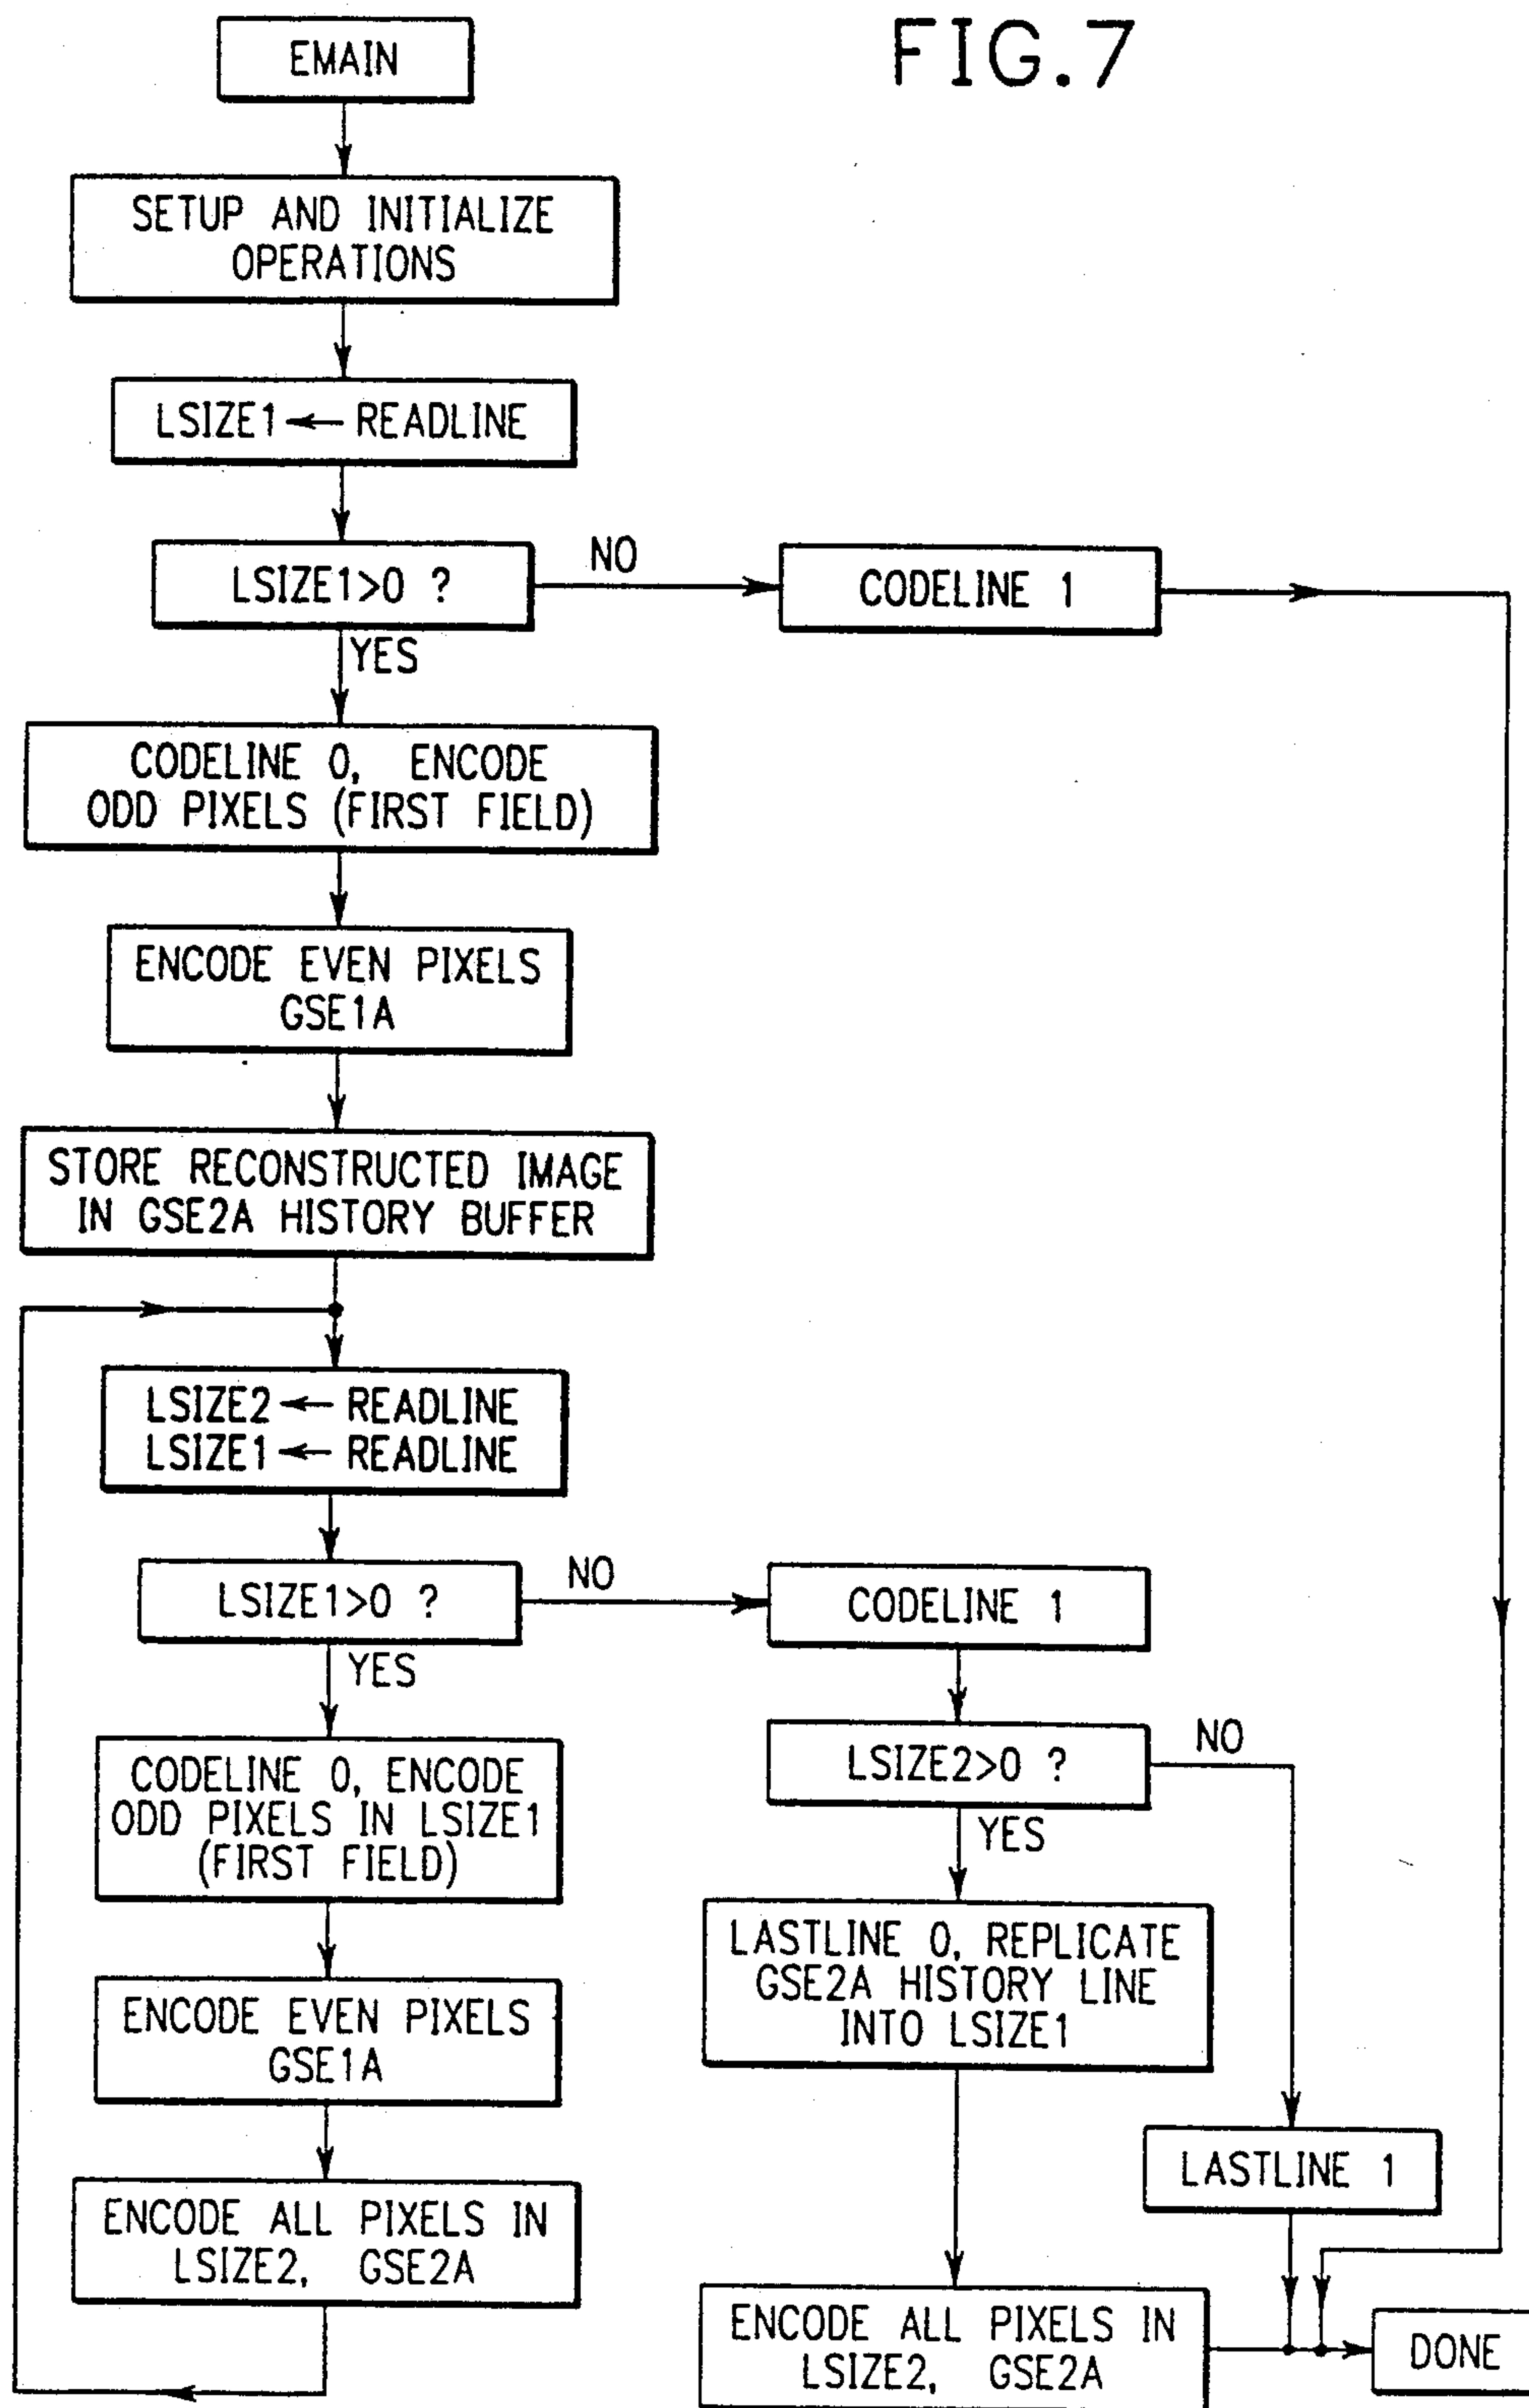 FIG.7
EMAIN
SETUP AND INITIALIZE
OPERATIONS
LSIZE1 ← READLINE
LSIZE1>0 ?
NO
CODELINE 1
YES
CODELINE 0, ENCODE
ODD PIXELS (FIRST FIELD)
ENCODE EVEN PIXELS
GSE1A
STORE RECONSTRUCTED IMAGE
IN GSE2A HISTORY BUFFER
LSIZE2 ← READLINE
LSIZE1 ← READLINE
LSIZE1>0 ?
NO
CODELINE 1
YES
LSIZE2>0 ?
NO
YES
CODELINE 0, ENCODE
ODD PIXELS IN LSIZE1
(FIRST FIELD)
LASTLINE 0, REPLICATE
GSE2A HISTORY LINE
INTO LSIZE1
ENCODE EVEN PIXELS
GSE1A
LASTLINE 1
ENCODE ALL PIXELS IN
LSIZE2, GSE2A
ENCODE ALL PIXELS IN
LSIZE2, GSE2A
DONE